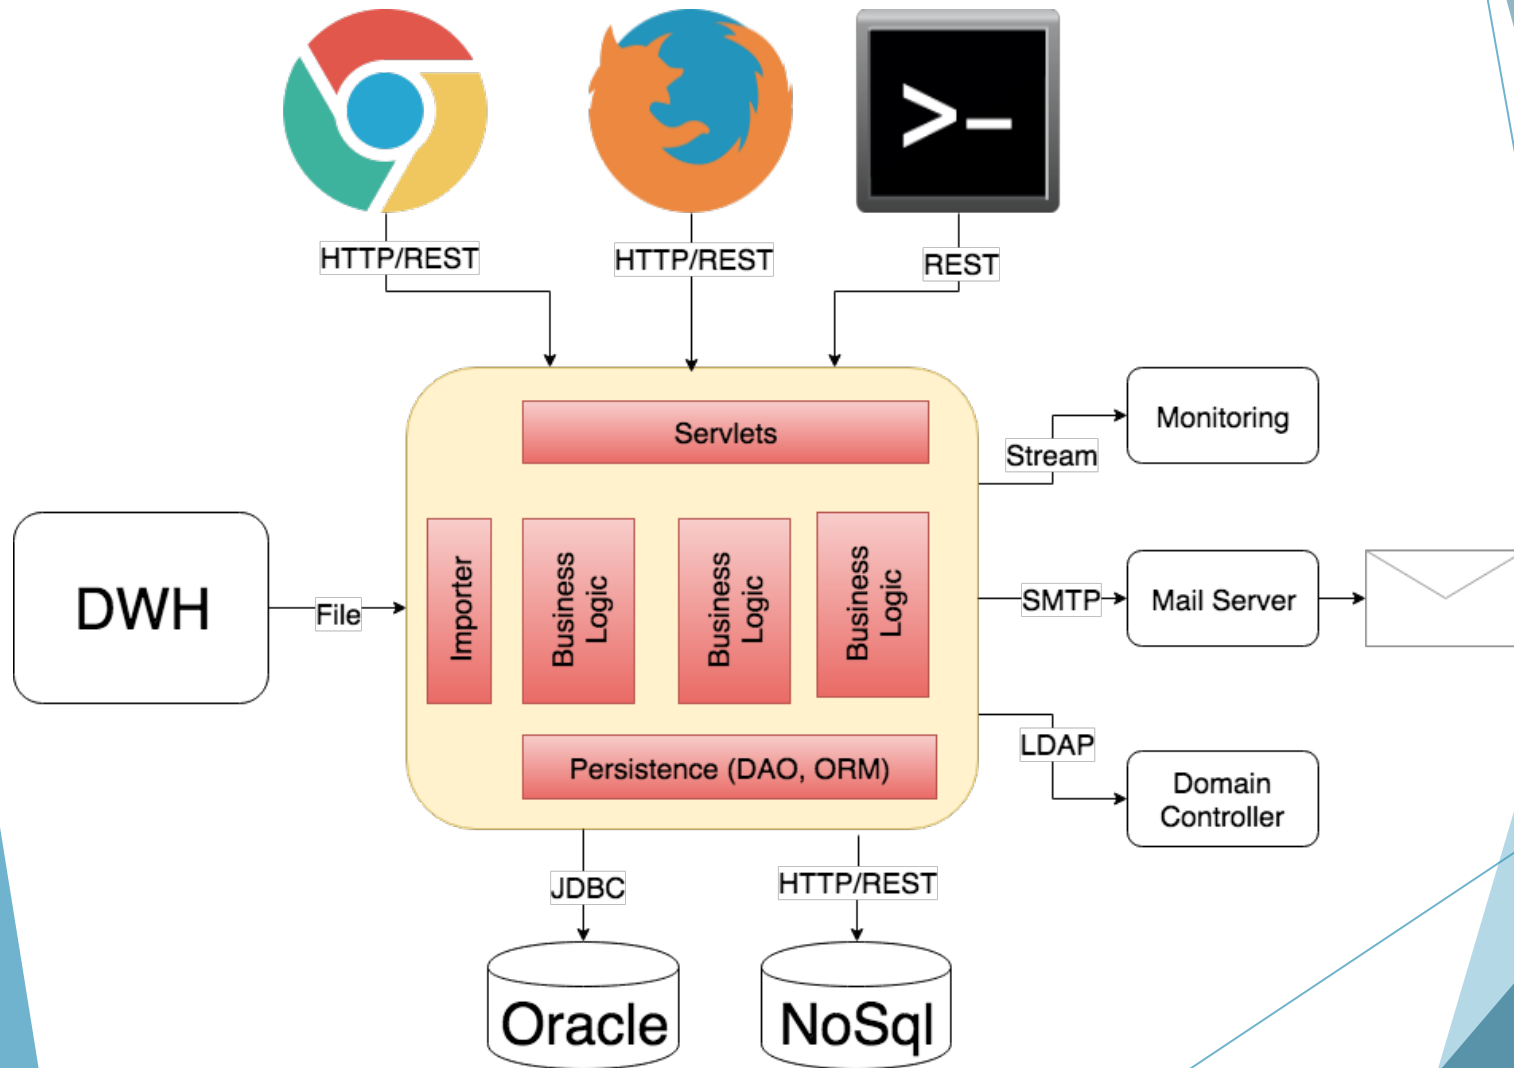 >_
HTTP/REST
HTTP/REST
REST
Servlets
Monitoring
Stream
DWH
File
Importer
Business
Logic
Business
Logic
Business
Logic
SMTP
Mail Server
LDAP
Domain
Controller
Persistence (DAO, ORM)
JDBC
HTTP/REST
Oracle
NoSql